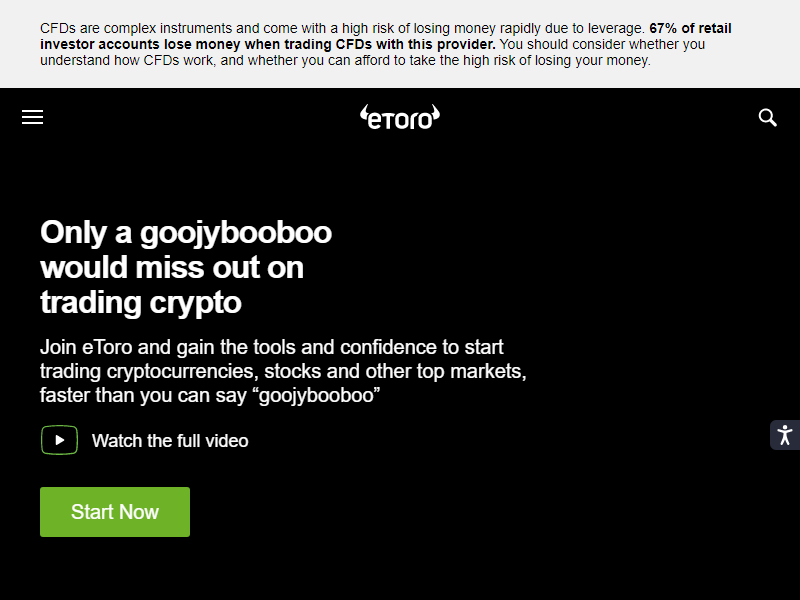 CFDs are complex instruments and come with a high risk of losing money rapidly due to leverage. 67% of retail
investor accounts lose money when trading CFDs with this provider. You should consider whether you
understand how CFDs work, and whether you can afford to take the high risk of losing your money.
eToro
Only a goojybooboo
would miss out on
trading crypto
Join eToro and gain the tools and confidence to start
trading cryptocurrencies, stocks and other top markets,
faster than you can say “goojybooboo”
Watch the full video
Start Now